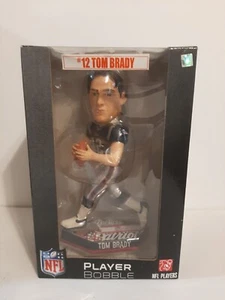 #12 TOM BRADY
Patriots
TOM BRADY
NFL
PLAYER
BOBBLE
NFL PLAYERS